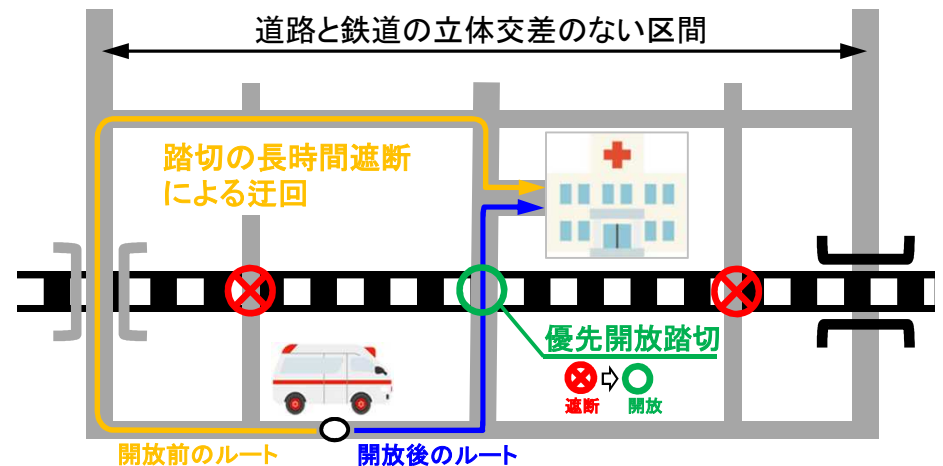 道路と鉄道の立体交差のない区間
踏切の長時間遮断
による迂回
優先開放踏切
遮断
開放
開放前のルート
開放後のルート